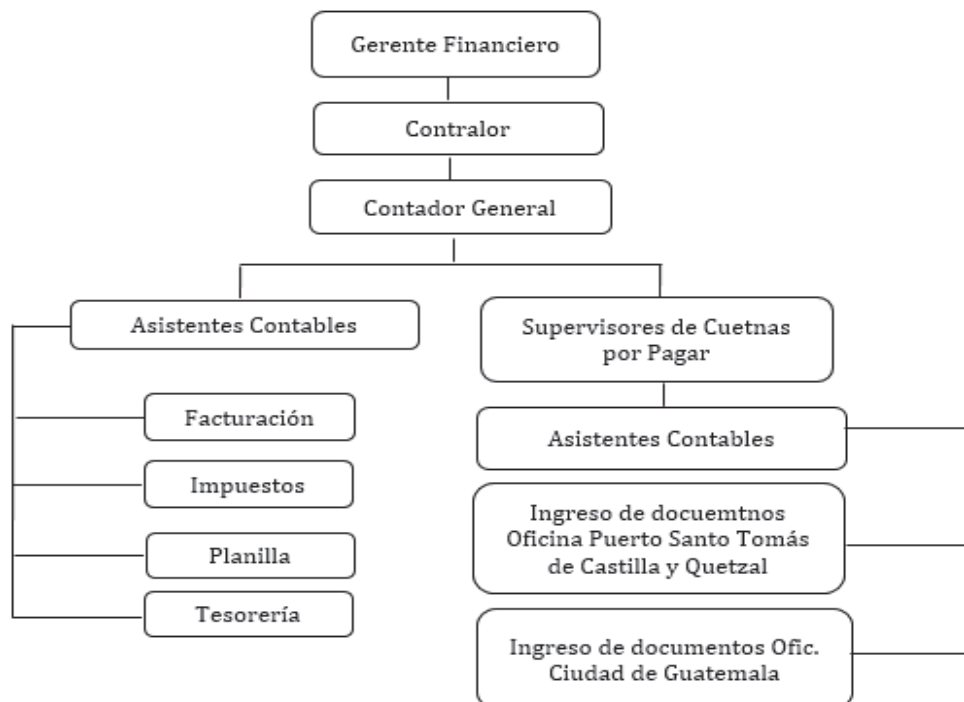 Gerente Financiero
Contralor
Contador General
Asistentes Contables
Facturación
Impuestos
Planilla
Tesorería
Supervisores de Cuetnas
por Pagar
Asistentes Contables
Ingreso de docuemtnos
Oficina Puerto Santo Tomás
de Castilla y Quetzal
Ingreso de documentos Ofic.
Ciudad de Guatemala